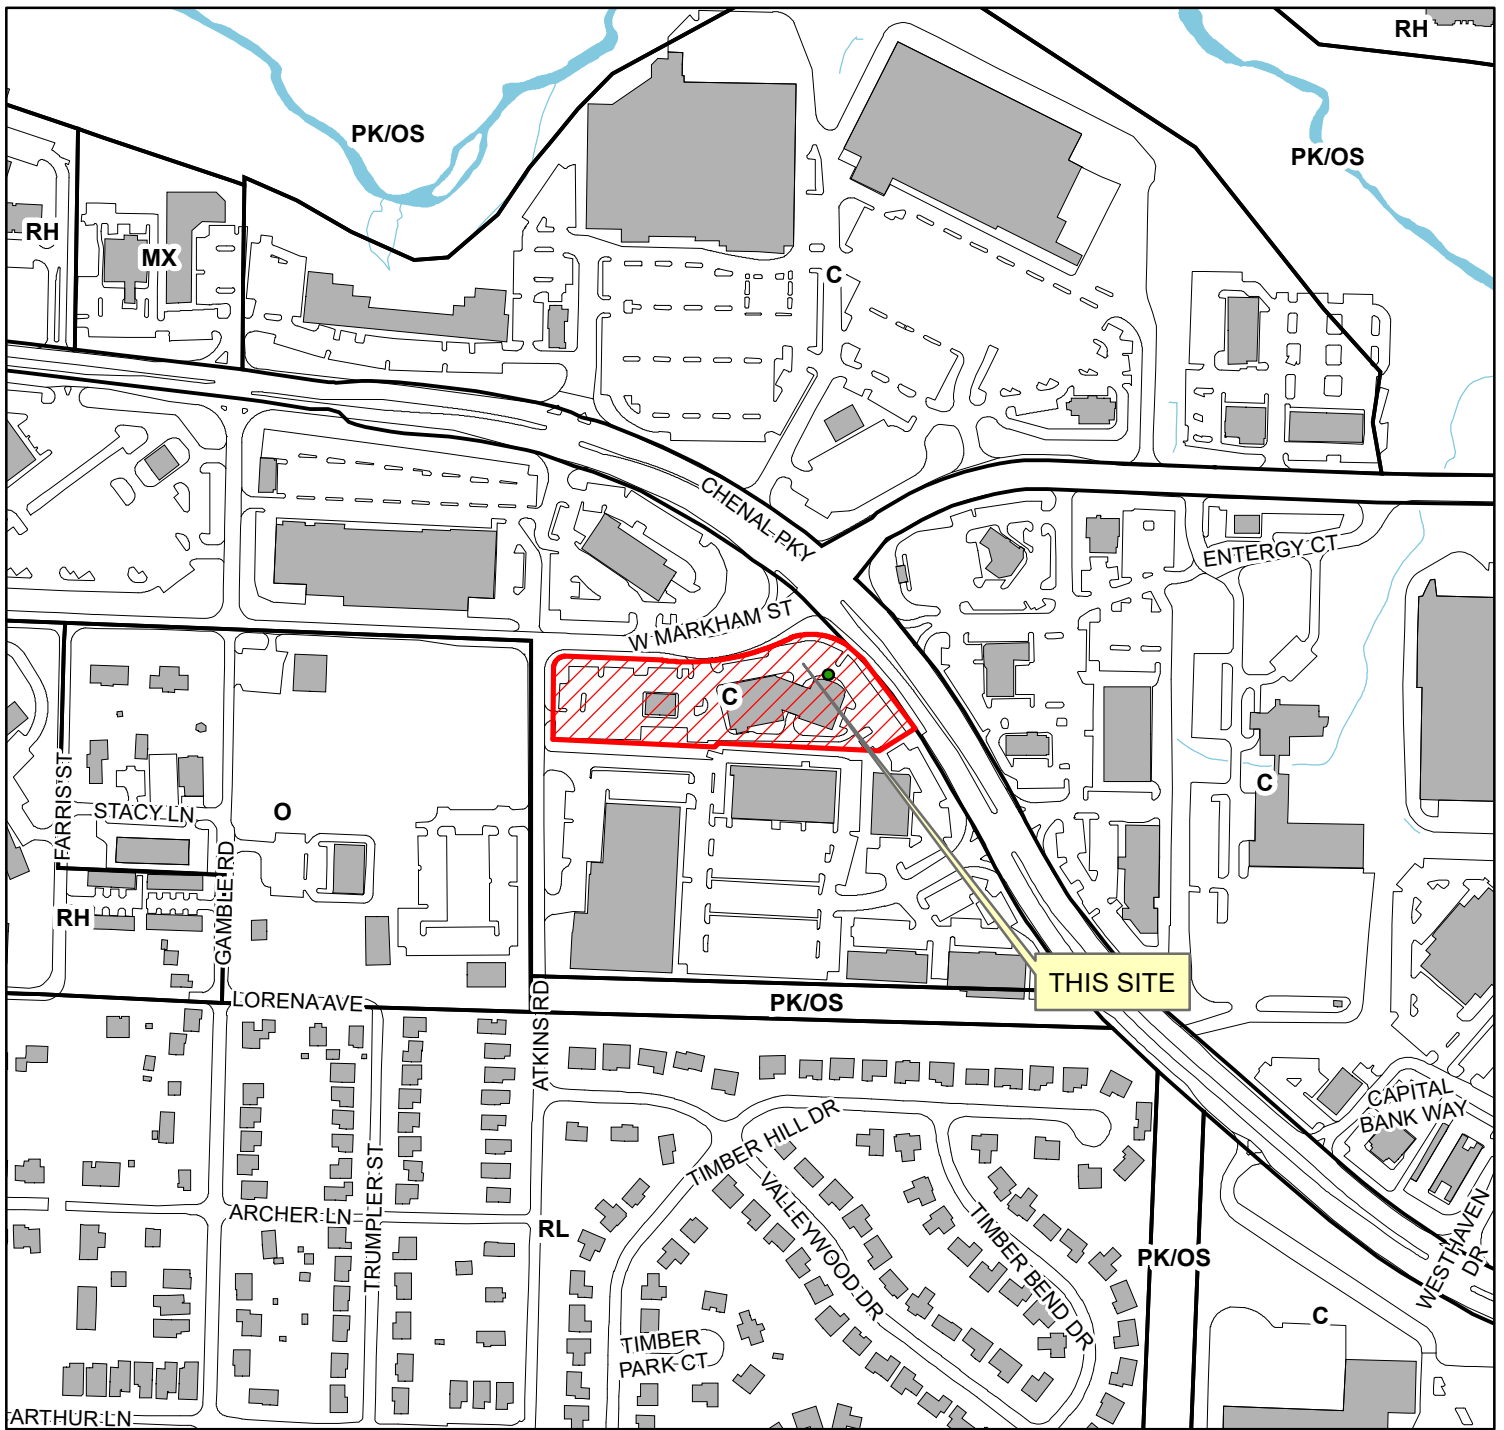 RH
PK/OS
PK/OS
RH
MX
C
CHENAL PKY
ENTERGY CT
W MARKHAM ST
C
FARRIS ST
STACY LN
O
C
GAMBLE RD
RH
THIS SITE
LORENA AVE
PK/OS
ATKINS RD
CAPITAL
BANK WAY
TIMBER HILL DR
TRUMPLER ST
VALLEYWOOD DR
ARCHER LN
RL
TIMBER BEND DR
PK/OS
WESTHAVEN
DR
C
TIMBER
PARK CT
ARTHUR LN